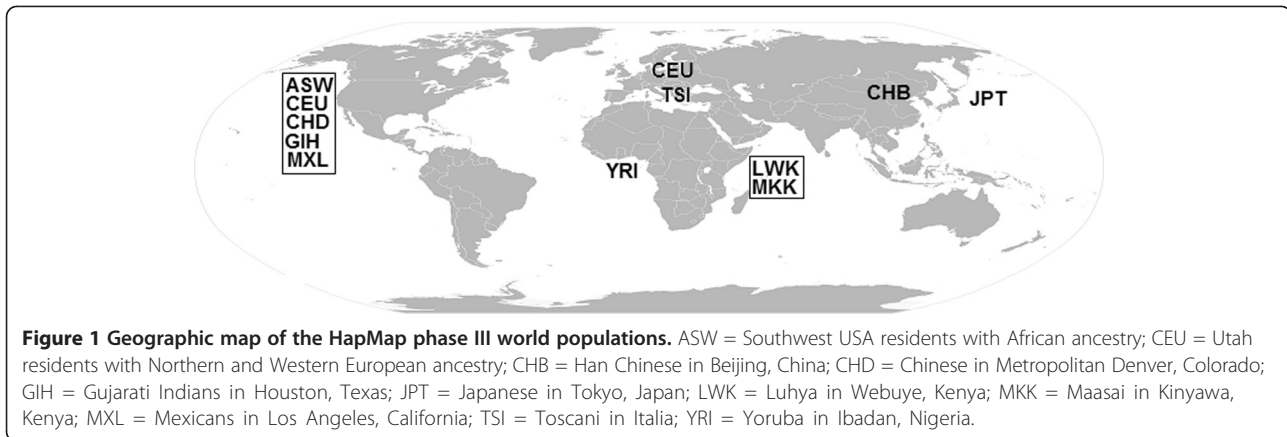 ASW
CEU
CHD
GIH
MXL
CEU
TSI
CHB
JPT
YRI
LWK
MKK
Figure 1 Geographic map of the HapMap phase III world populations. ASW = Southwest USA residents with African ancestry; CEU = Utah
residents with Northern and Western European ancestry; CHB = Han Chinese in Beijing, China; CHD = Chinese in Metropolitan Denver, Colorado;
GIH = Gujarati Indians in Houston, Texas; JPT = Japanese in Tokyo, Japan; LWK = Luhya in Webuye, Kenya; MKK = Maasai in Kinyawa,
Kenya; MXL = Mexicans in Los Angeles, California; TSI = Toscani in Italia; YRI = Yoruba in Ibadan, Nigeria.